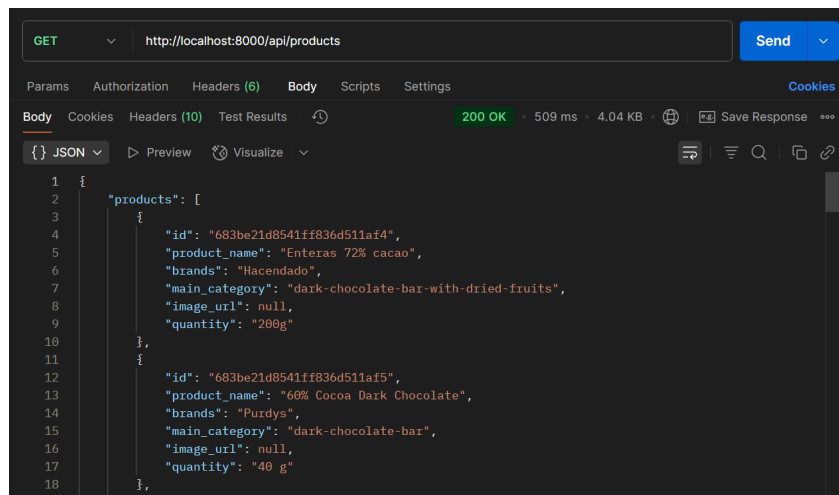 GET http://localhost:8000/api/products Send
Params Authorization Headers (6) Body Scripts Settings Cookies
Body Cookies Headers (10) Test Results 200 OK • 509 ms • 4.04 KB • e.g. Save Response
{} JSON Preview Visualize
1 {
2 "products": [
3 {
4 "id": "683be21d8541ff836d511af4",
5 "product_name": "Enteras 72% cacao",
6 "brands": "Hacendado",
7 "main_category": "dark-chocolate-bar-with-dried-fruits",
8 "image_url": null,
9 "quantity": "200g"
10 },
11 {
12 "id": "683be21d8541ff836d511af5",
13 "product_name": "60% Cocoa Dark Chocolate",
14 "brands": "Purdys",
15 "main_category": "dark-chocolate-bar",
16 "image_url": null,
17 "quantity": "40 g"
18 },